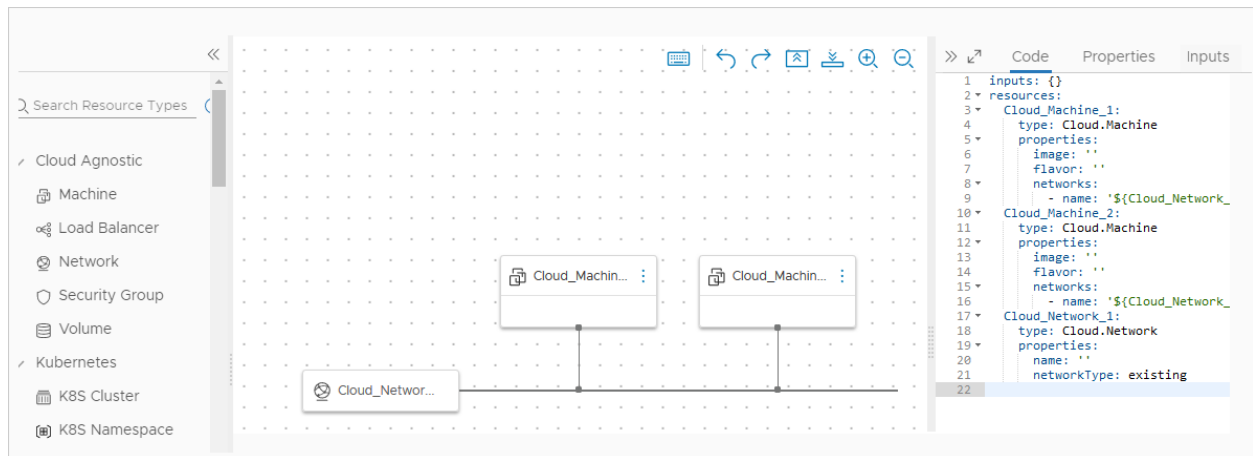 Search Resource Types
Cloud Agnostic
Machine
Load Balancer
Network
Security Group
Volume
Kubernetes
K8S Cluster
K8S Namespace
Cloud_Machin...
Cloud_Machin...
Cloud_Networ...
Code Properties Inputs
1 inputs: {}
2 resources:
3 Cloud_Machine_1:
4 type: Cloud.Machine
5 properties:
6 image: ''
7 flavor: ''
8 networks:
9 - name: '${Cloud_Network_
10 Cloud_Machine_2:
11 type: Cloud.Machine
12 properties:
13 image: ''
14 flavor: ''
15 networks:
16 - name: '${Cloud_Network_
17 Cloud_Network_1:
18 type: Cloud.Network
19 properties:
20 name: ''
21 networkType: existing
22